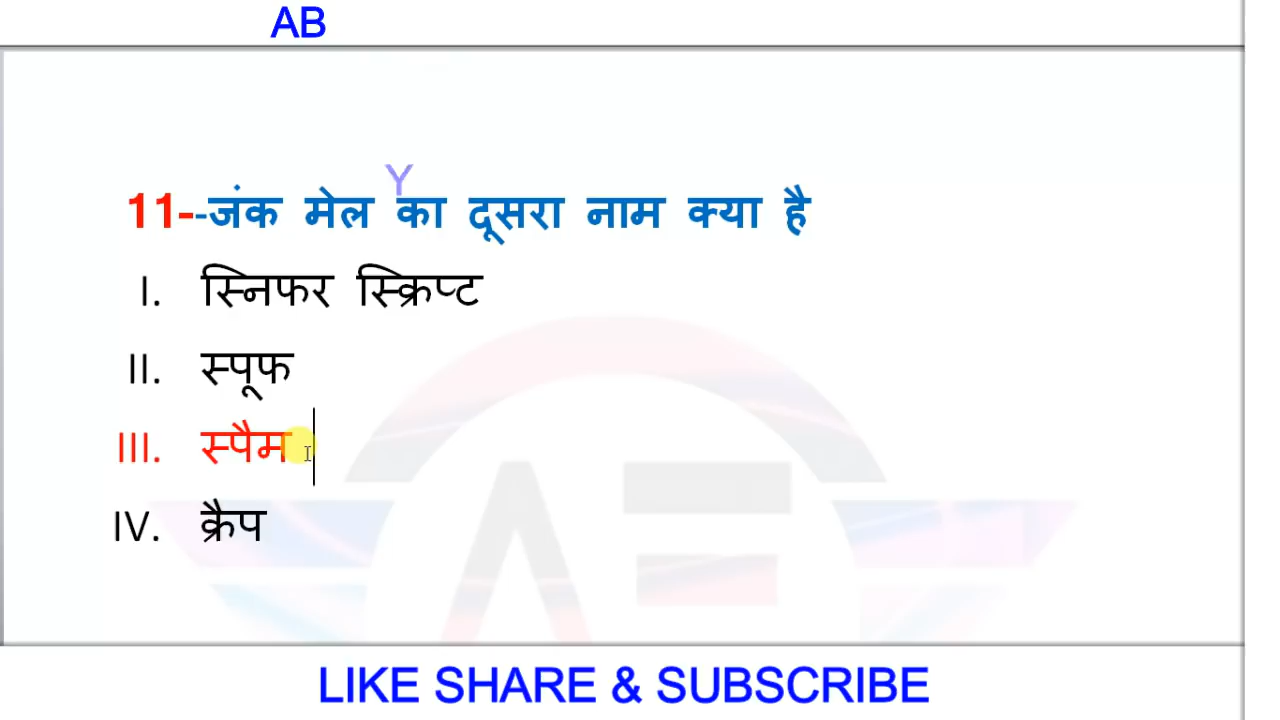 AB
Y
11--जंक मेल का दूसरा नाम क्या है
I. स्निफर स्क्रिप्ट
II. स्पूफ
III. स्पैम
IV. क्रैप
LIKE SHARE & SUBSCRIBE